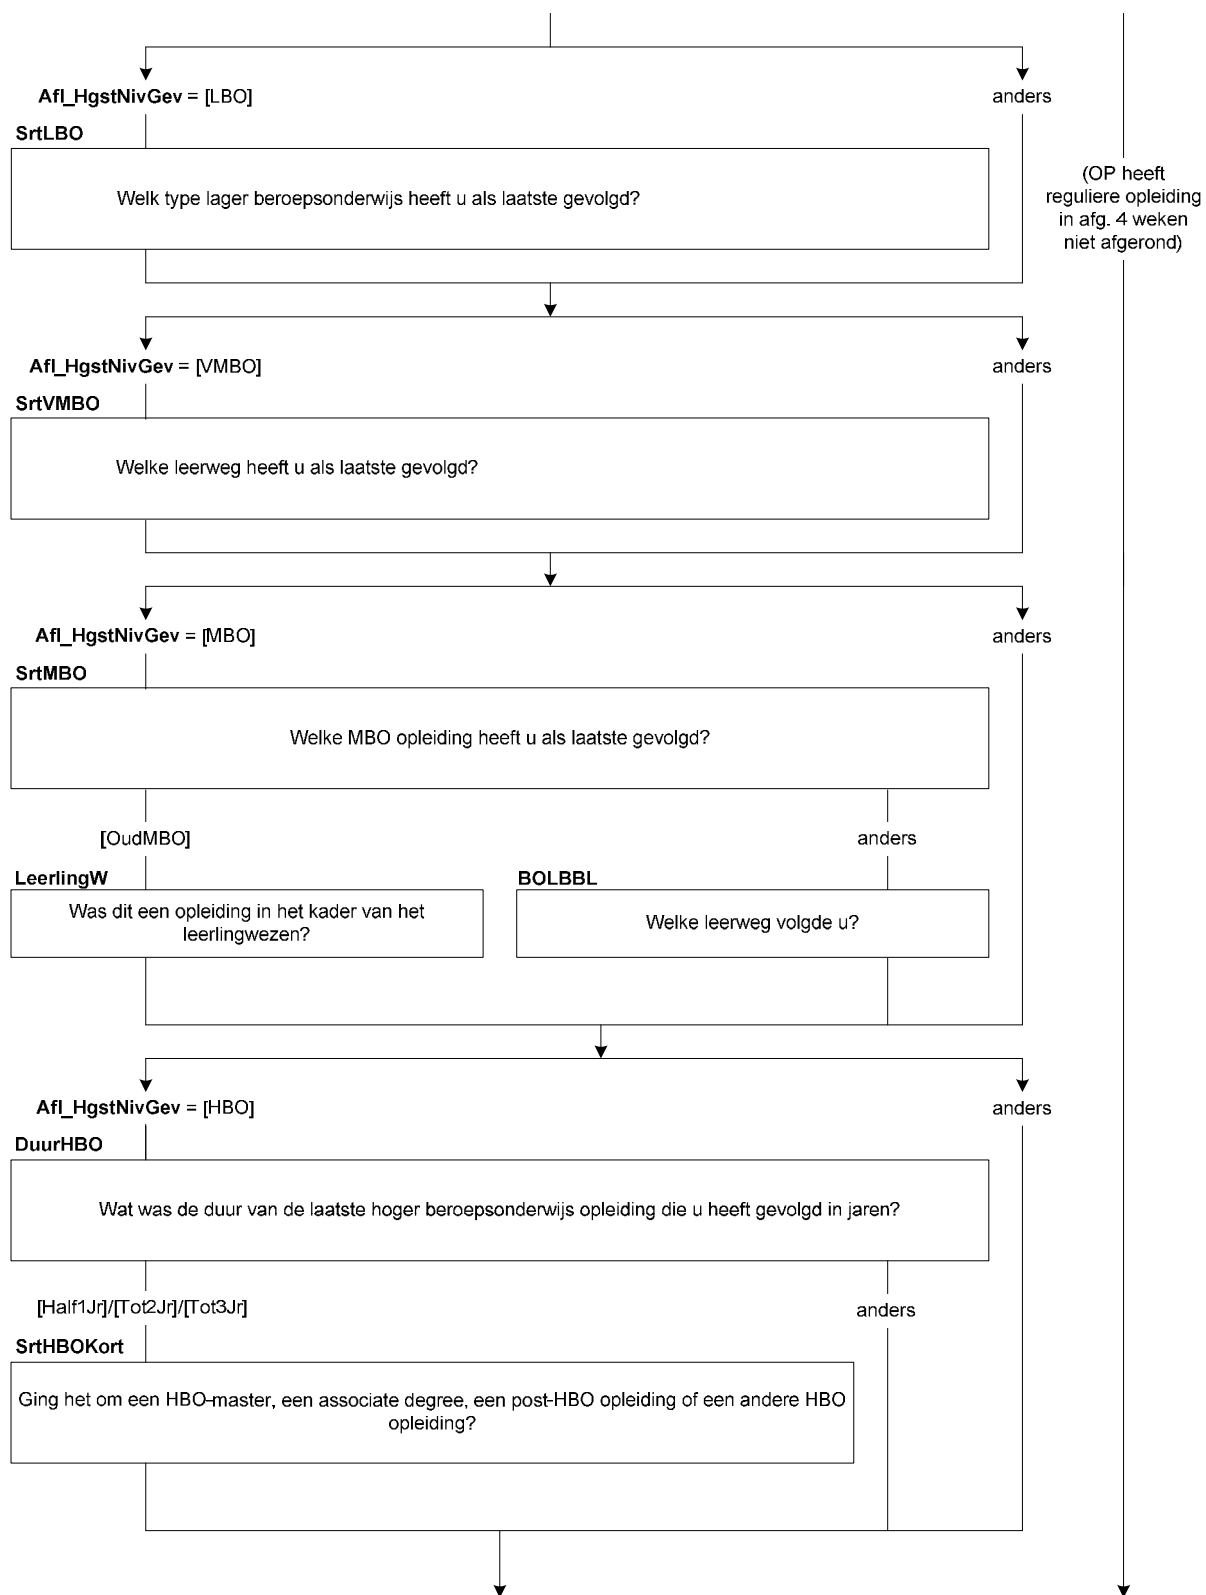 Afl_HgstNivGev = [LBO]
anders
SrtLBO
Welk type lager beroepsonderwijs heeft u als laatste gevolgd?
(OP heeft
reguliere opleiding
in afg. 4 weken
niet afgerond)
Afl_HgstNivGev = [VMBO]
anders
SrtVMBO
Welke leerweg heeft u als laatste gevolgd?
Afl_HgstNivGev = [MBO]
anders
SrtMBO
Welke MBO opleiding heeft u als laatste gevolgd?
[OudMBO]
anders
LeerlingW
Was dit een opleiding in het kader van het
leerlingwezen?
BOLBBL
Welke leerweg volgde u?
Afl_HgstNivGev = [HBO]
anders
DuurHBO
Wat was de duur van de laatste hoger beroepsonderwijs opleiding die u heeft gevolgd in jaren?
[Half1Jr]/[Tot2Jr]/[Tot3Jr]
anders
SrtHBOKort
Ging het om een HBO-master, een associate degree, een post-HBO opleiding of een andere HBO
opleiding?